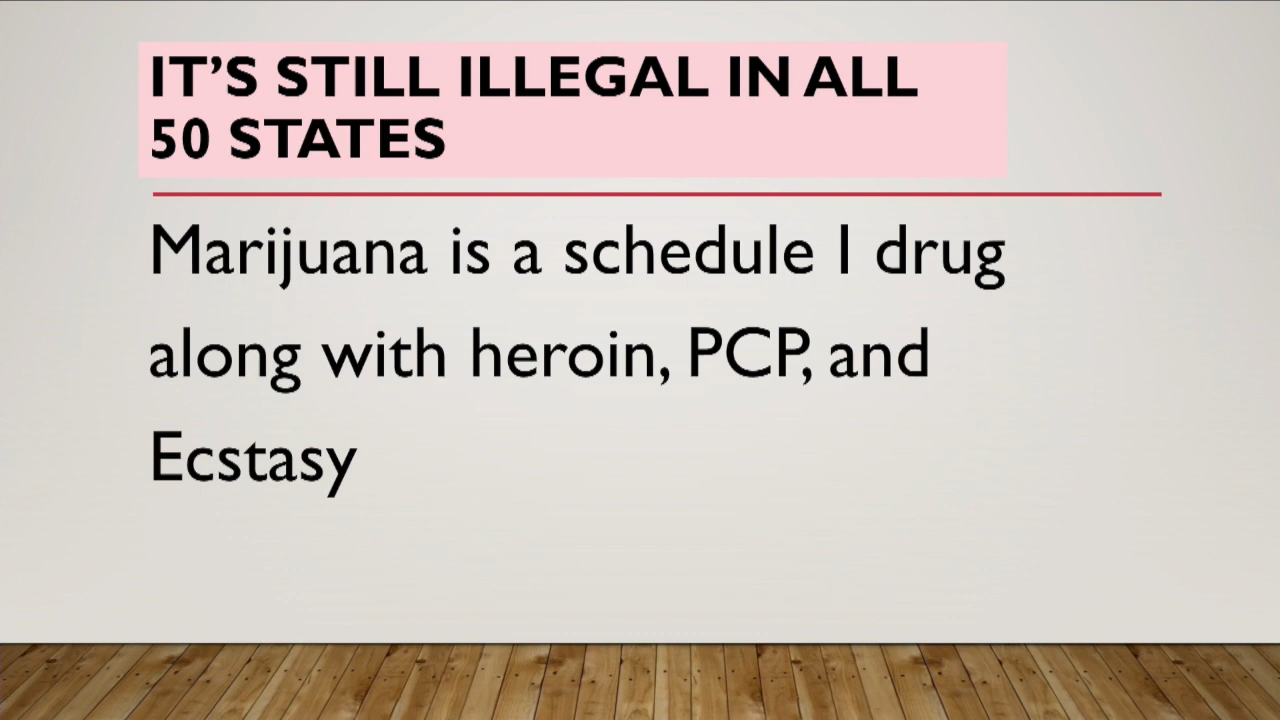 IT’S STILL ILLEGAL IN ALL
50 STATES
Marijuana is a schedule I drug
along with heroin, PCP, and
Ecstasy